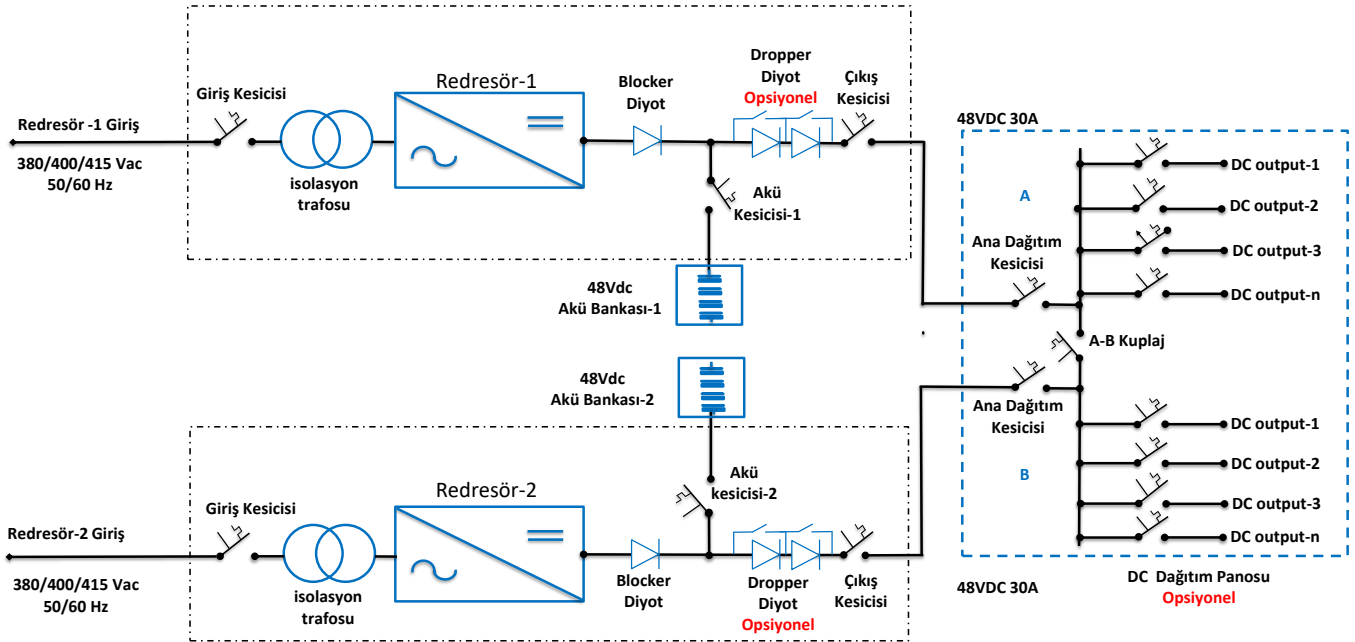 Redresör -1 Giriş
380/400/415 Vac
50/60 Hz
Giriş Kesicisi
isolasyon
trafosu
Redresör-1
Blocker
Diyot
Dropper
Diyot
Opsiyonel
Çıkış
Kesicisi
Akü
Kesicisi-1
48Vdc
Akü Bankası-1
48VDC 30A
A
Ana Dağıtım
Kesicisi
DC output-1
DC output-2
DC output-3
DC output-n
A-B Kuplaj
48Vdc
Akü Bankası-2
Ana Dağıtım
Kesicisi
B
DC output-1
DC output-2
DC output-3
DC output-n
Redresör-2 Giriş
380/400/415 Vac
50/60 Hz
Giriş Kesicisi
isolasyon
trafosu
Redresör-2
Akü
kesicisi-2
Blocker
Diyot
Dropper
Diyot
Opsiyonel
Çıkış
Kesicisi
48VDC 30A
DC Dağıtım Panosu
Opsiyonel